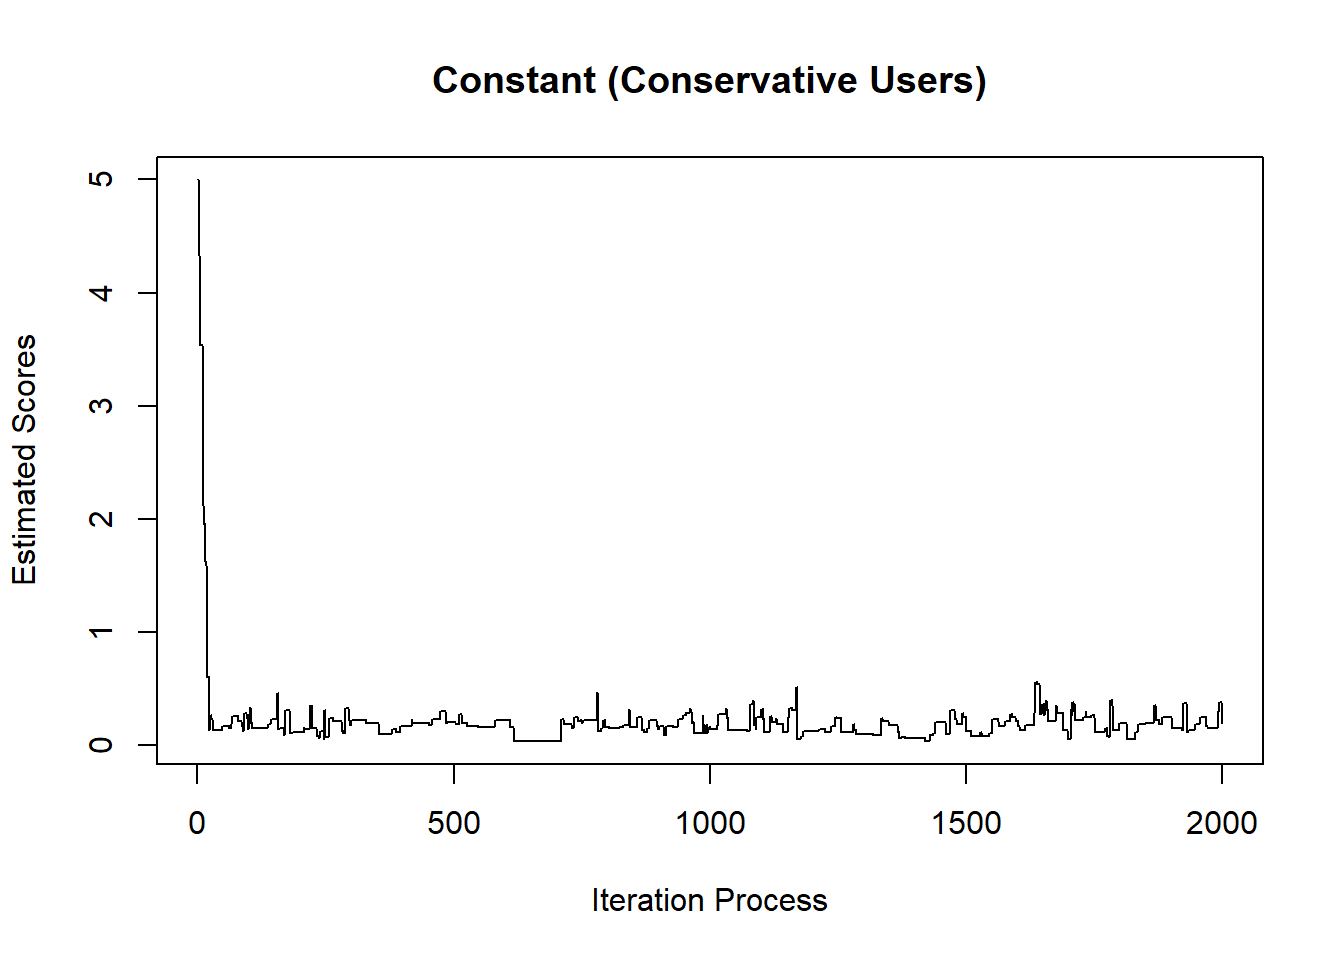 Constant (Conservative Users)
Estimated Scores
5
4
3
2
1
0
0 500 1000 1500 2000
Iteration Process